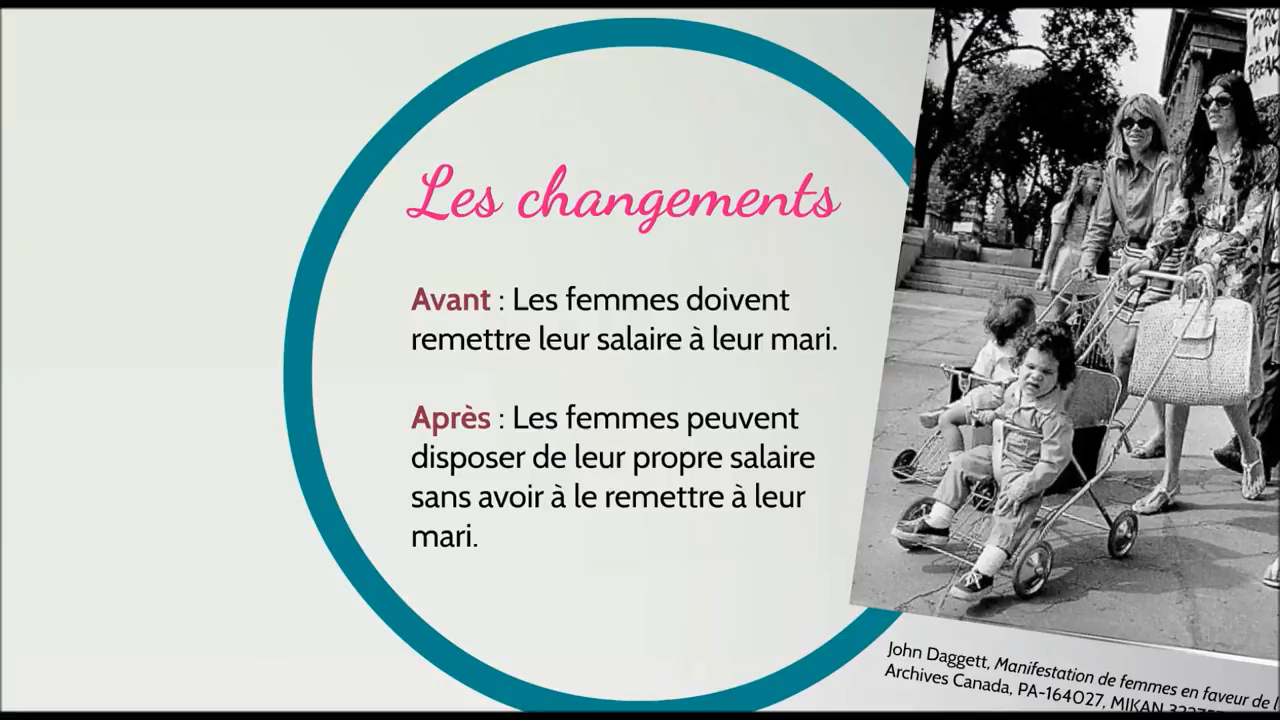 Les changements
Avant : Les femmes doivent
remettre leur salaire à leur mari.
Après : Les femmes peuvent
disposer de leur propre salaire
sans avoir à le remettre à leur
mari.
John Daggett, Manifestation de femmes en faveur de
Archives Canada, PA-164027, MIKAN